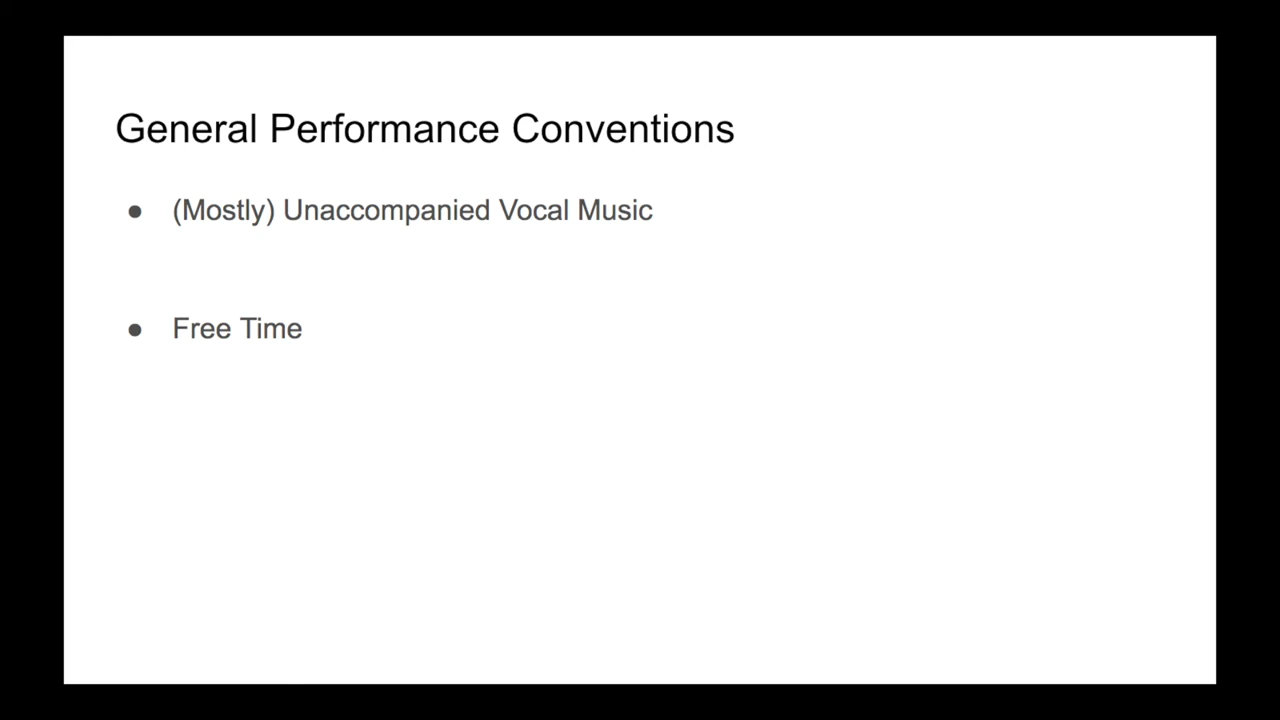 General Performance Conventions
● (Mostly) Unaccompanied Vocal Music
● Free Time